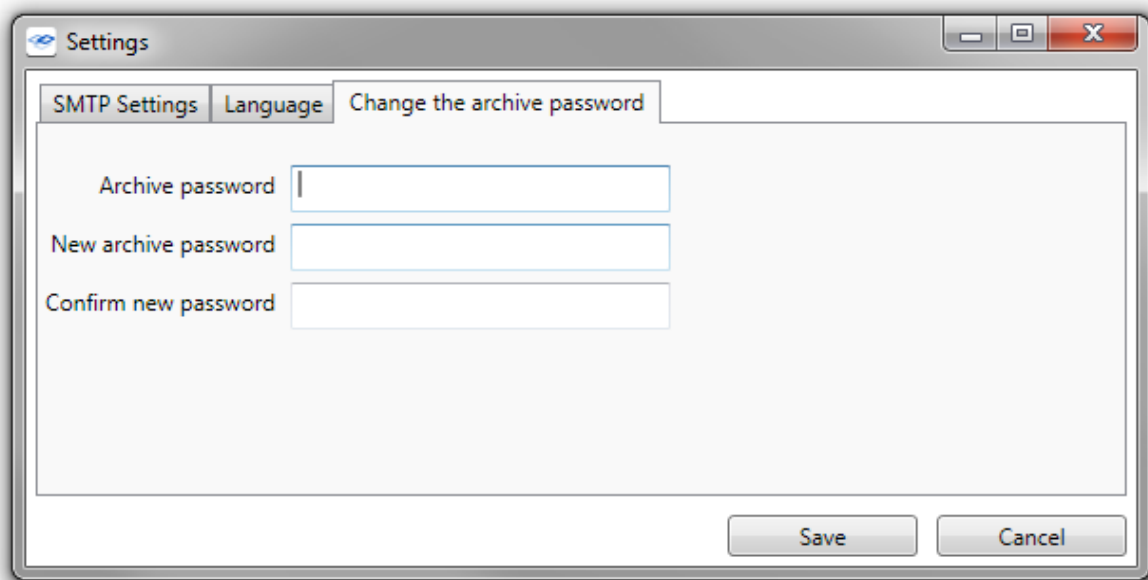 Settings
SMTP Settings Language Change the archive password
Archive password
New archive password
Confirm new password
Save Cancel